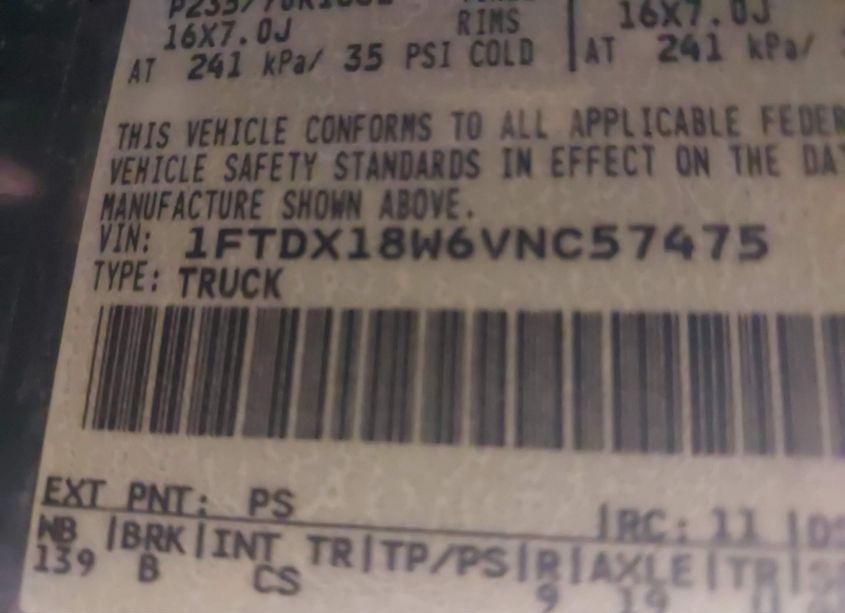 16X7.0J RIMS 16X7.0J
AT 241 kPa/ 35 PSI COLD AT 241 kPa/
THIS VEHICLE CONFORMS TO ALL APPLICABLE FEDER
VEHICLE SAFETY STANDARDS IN EFFECT ON THE DA
MANUFACTURE SHOWN ABOVE.
VIN: 1FTDX18W6VNC57475
TYPE: TRUCK
EXT PNT: PS RC: 11
WB BRK INT TR TP/PS R AXLE TR
139 B CS 9 19